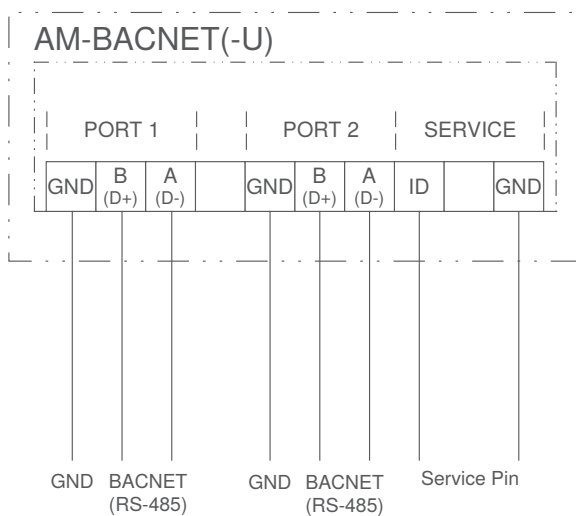 AM-BACNET(-U)
PORT 1 PORT 2 SERVICE
GND B (D+) A (D-) GND B (D+) A (D-) ID GND
GND BACNET (RS-485) GND BACNET (RS-485) Service Pin